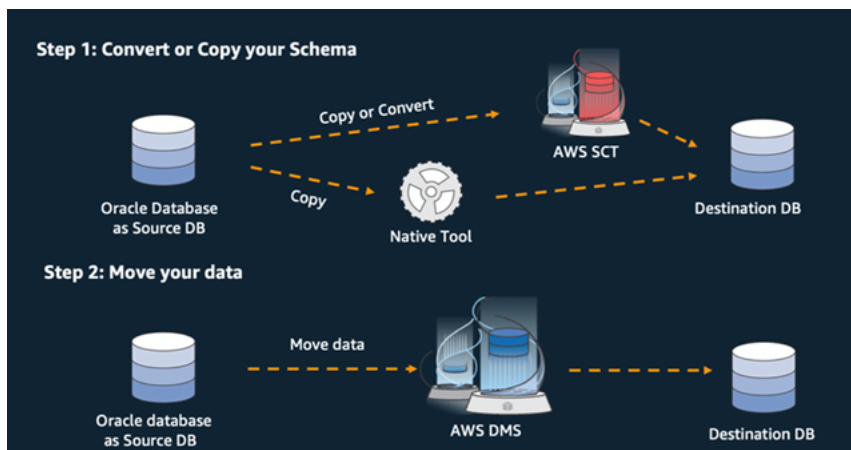 Step 1: Convert or Copy your Schema
Copy or Convert
AWS SCT
Oracle Database
as Source DB
Copy
Native Tool
Destination DB
Step 2: Move your data
Move data
Oracle database
as Source DB
AWS DMS
Destination DB